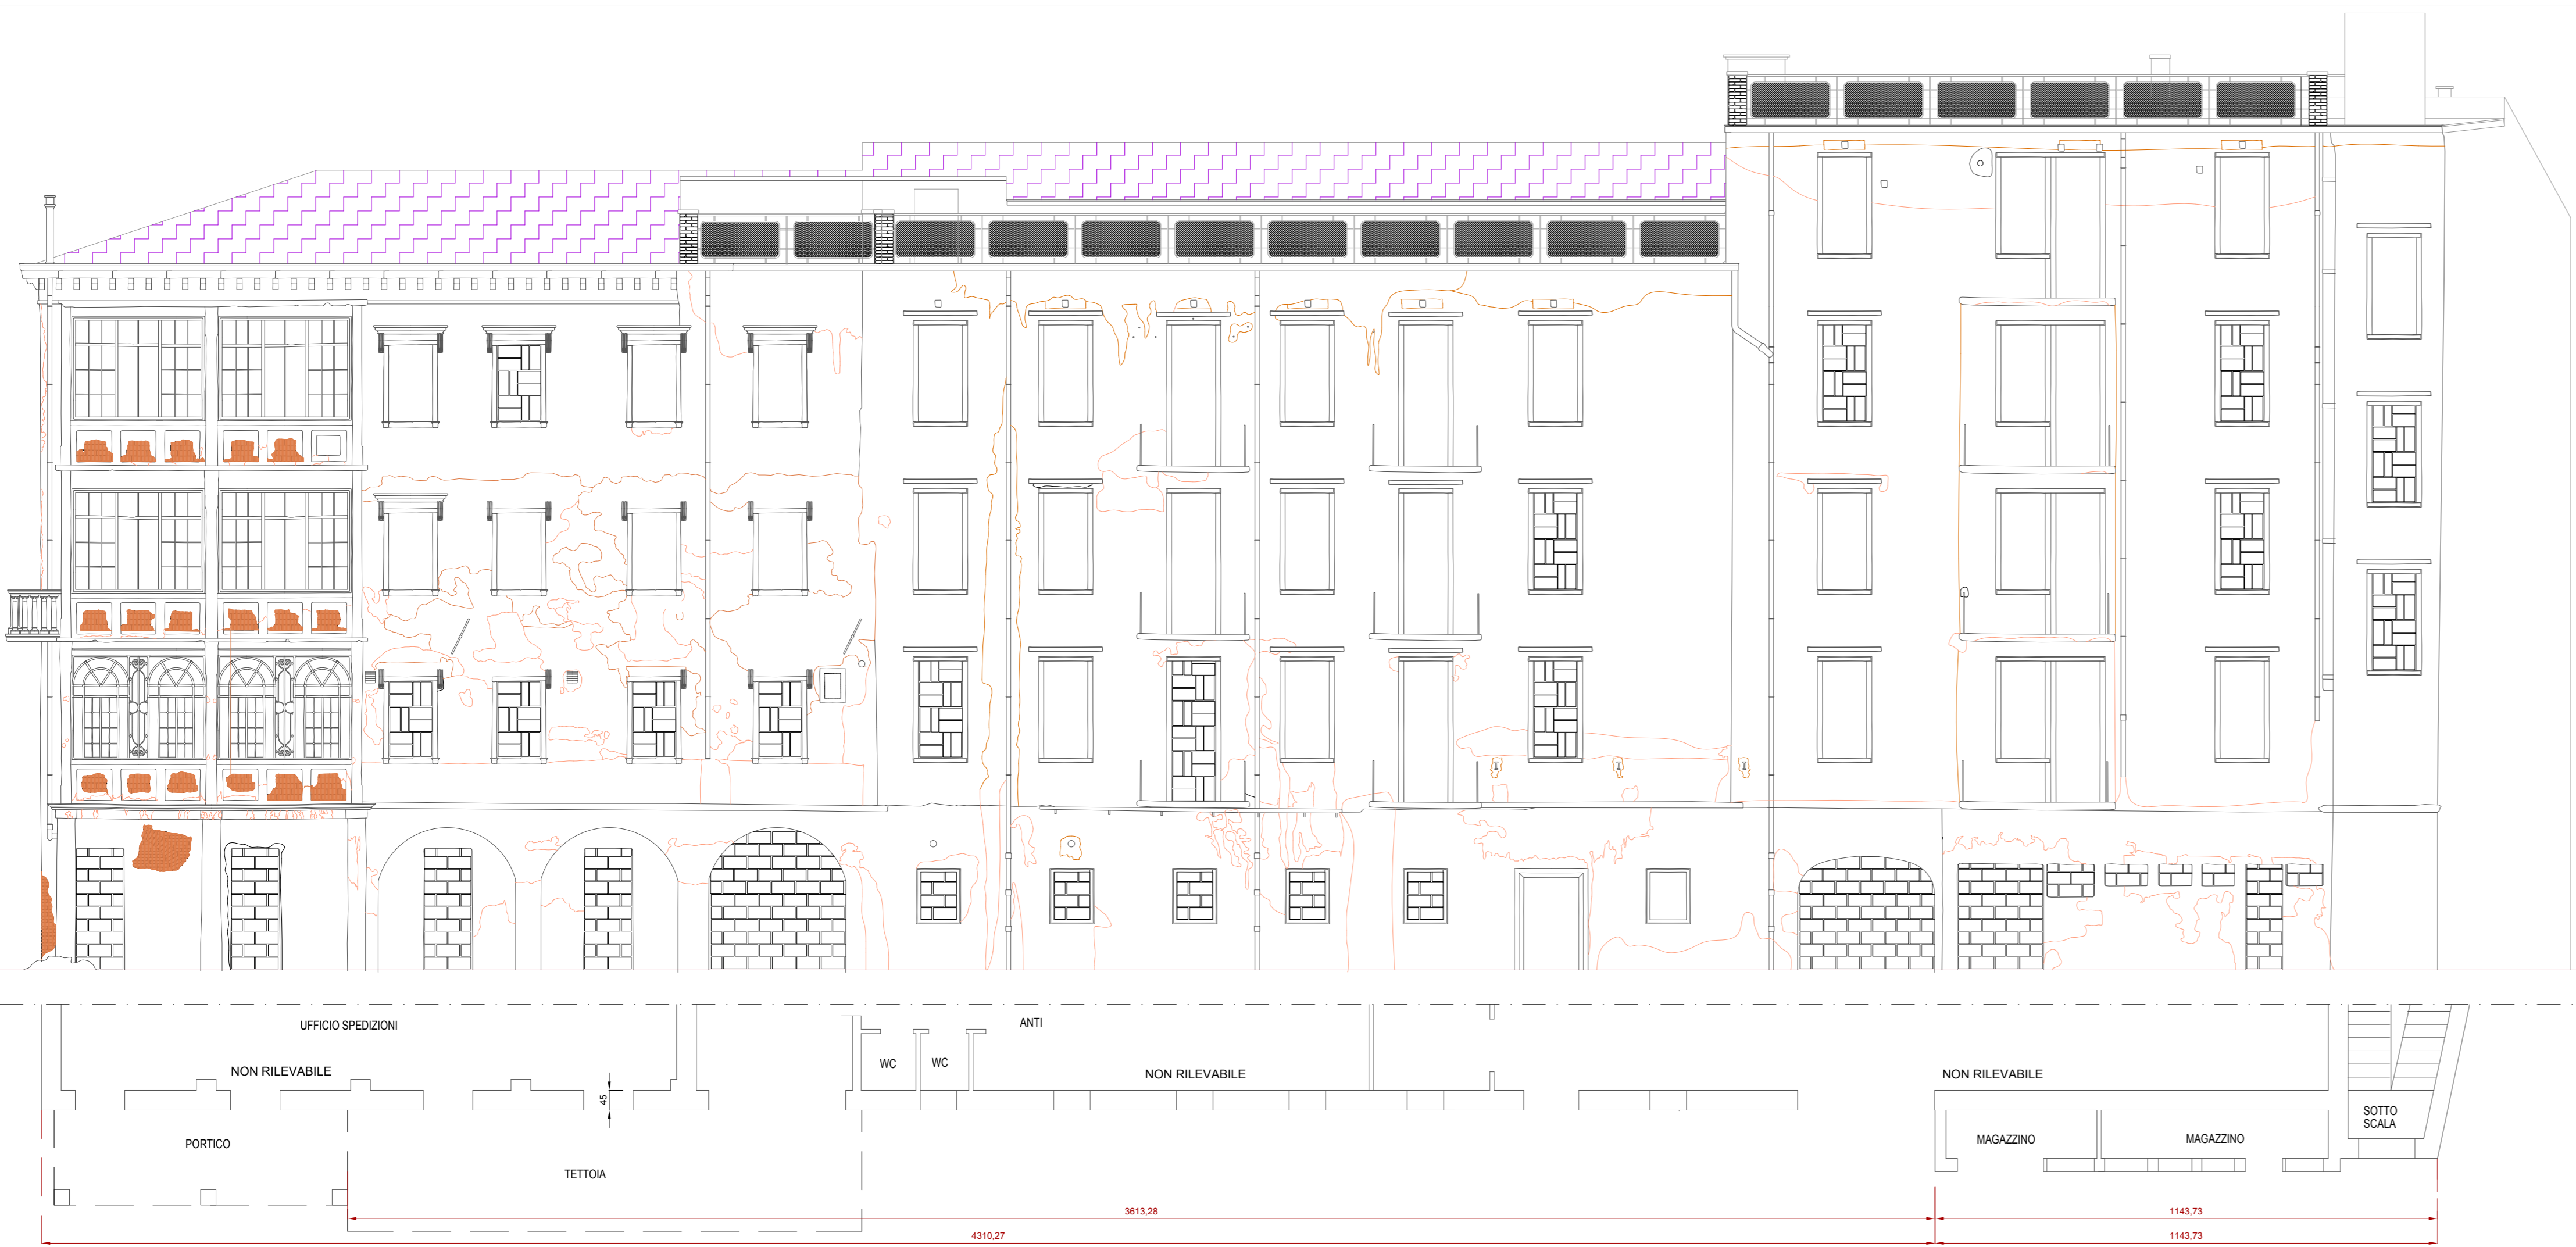 UFFICIO SPEDIZIONI
ANTI
WC
WC
NON RILEVABILE
NON RILEVABILE
NON RILEVABILE
45
SOTTO
SCALA
PORTICO
MAGAZZINO
MAGAZZINO
TETTOIA
3613,28
1143,73
4310,27
1143,73